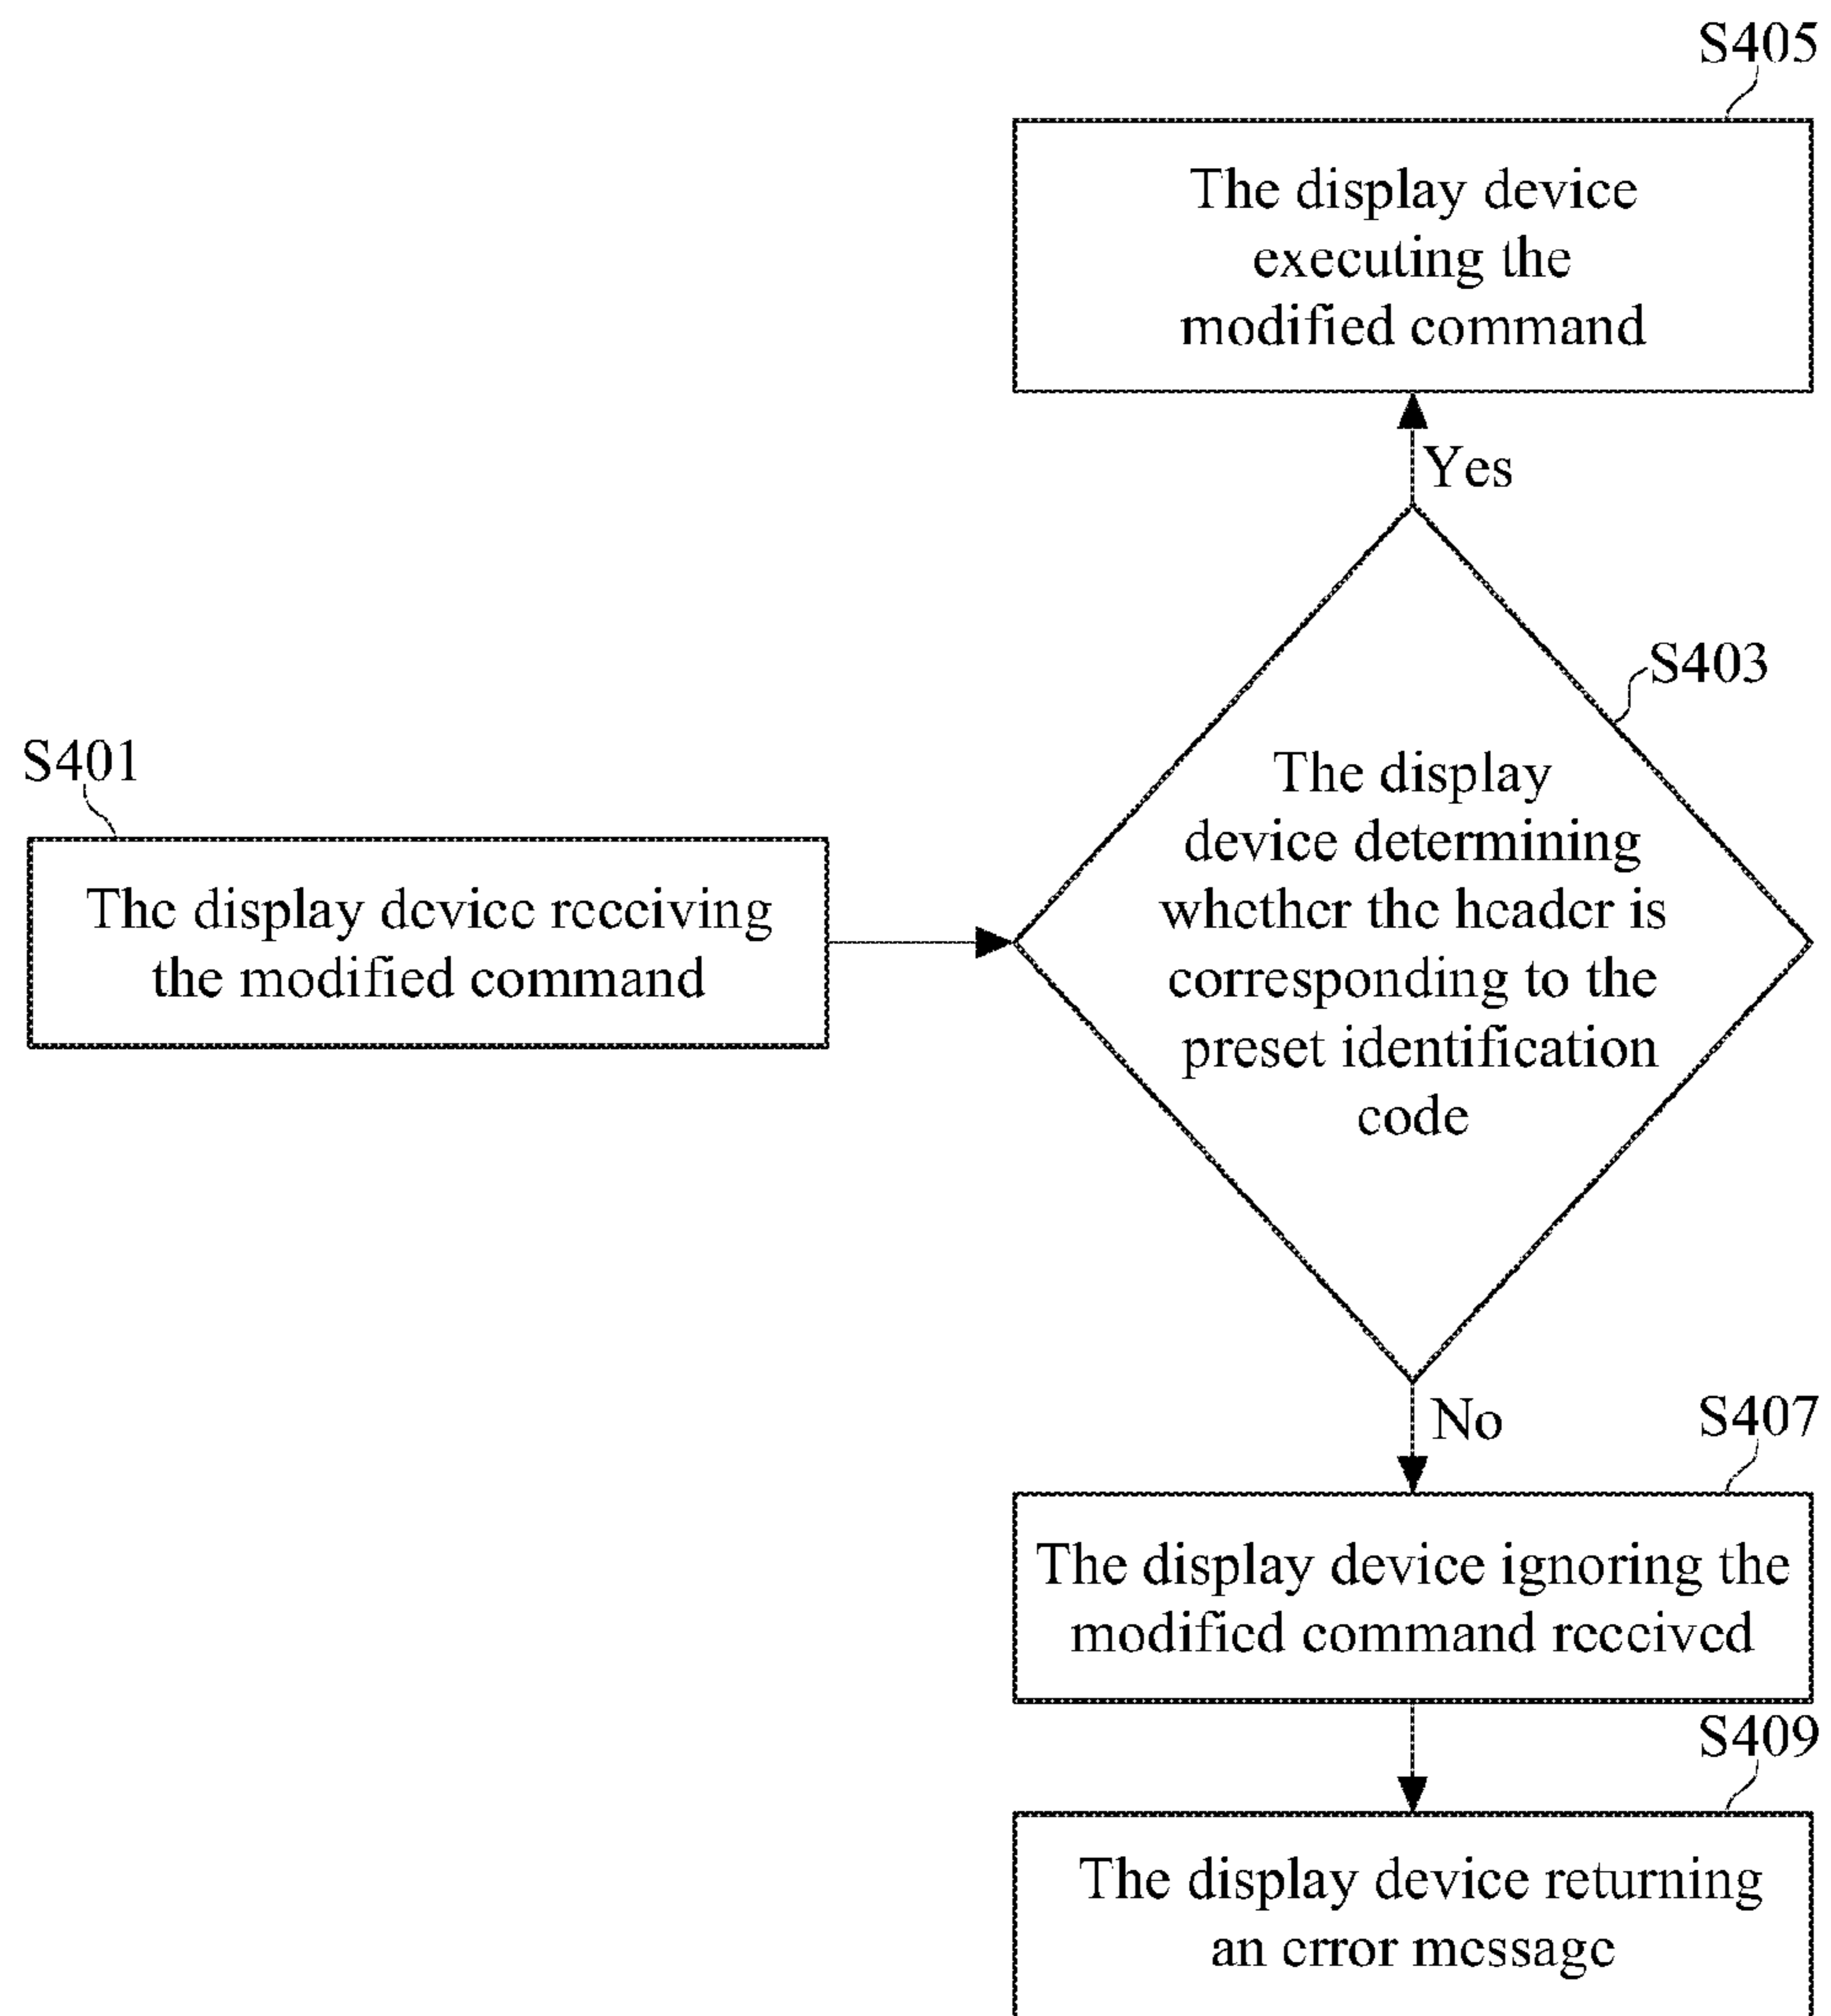 S405
The display device
executing the
modified command
Yes
S403
S401
The display device receiving
the modified command
The display
device determining
whether the header is
corresponding to the
preset identification
code
No
S407
The display device ignoring the
modified command received
S409
The display device returning
an error message